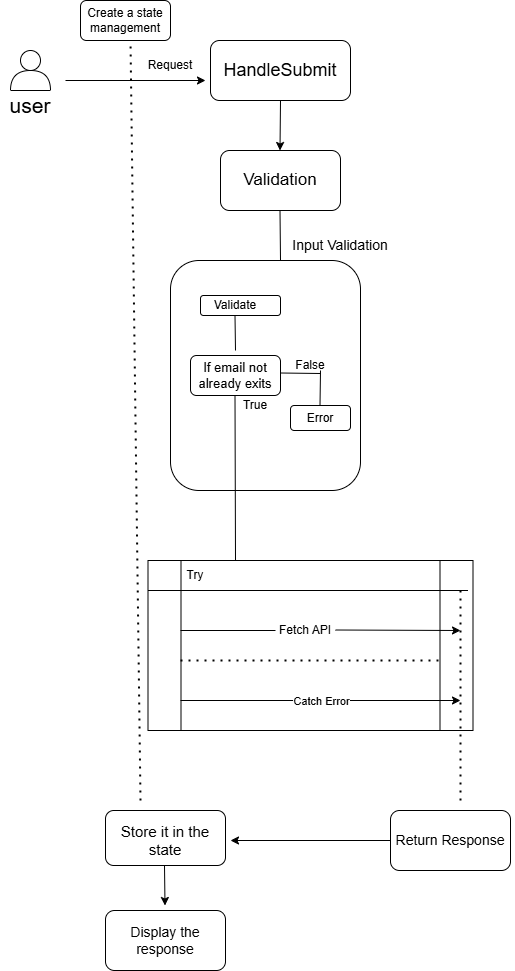 Create a state
management
Request
HandleSubmit
user
Validation
Input Validation
Validate
If email not
already exits
False
True
Error
Try
Fetch API
Catch Error
Store it in the
state
Return Response
Display the
response